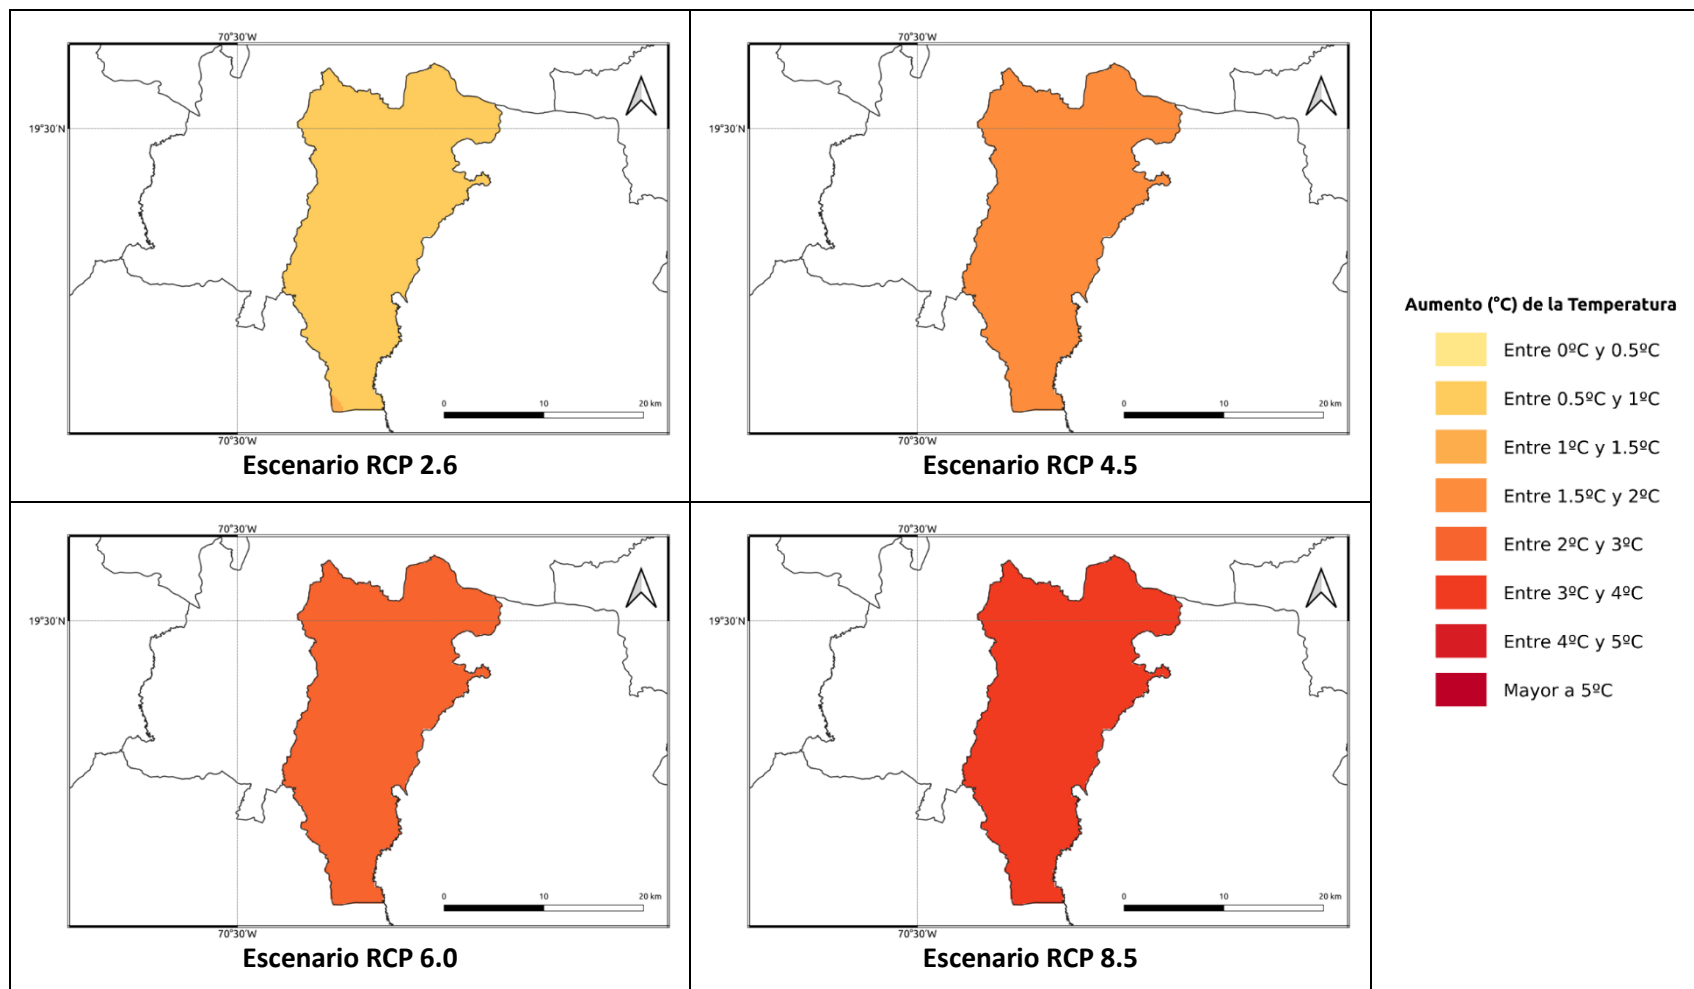 70°30'W
19°30'N
0 10 20 km
70°30'W
Escenario RCP 2.6
70°30'W
19°30'N
0 10 20 km
70°30'W
Escenario RCP 4.5
70°30'W
19°30'N
0 10 20 km
70°30'W
Escenario RCP 6.0
70°30'W
19°30'N
0 10 20 km
70°30'W
Escenario RCP 8.5
Aumento (°C) de la Temperatura
Entre 0ºC y 0.5ºC
Entre 0.5ºC y 1ºC
Entre 1ºC y 1.5ºC
Entre 1.5ºC y 2ºC
Entre 2ºC y 3ºC
Entre 3ºC y 4ºC
Entre 4ºC y 5ºC
Mayor a 5ºC